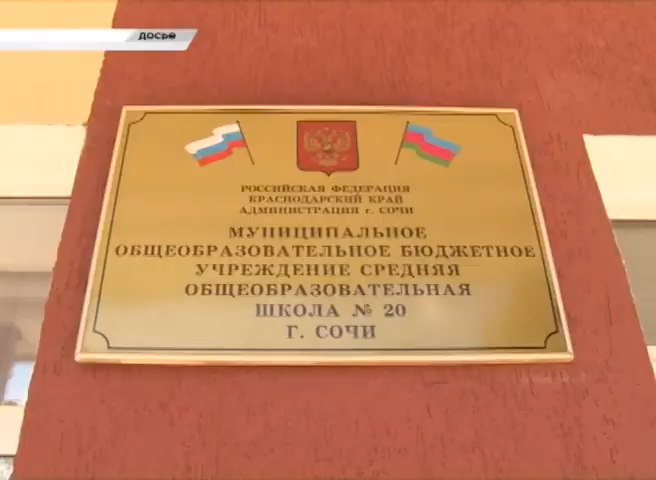 ДОСЬЕ
РОССИЙСКАЯ ФЕДЕРАЦИЯ
КРАСНОДАРСКИЙ КРАЙ
АДМИНИСТРАЦИЯ г. СОЧИ
МУНИЦИПАЛЬНОЕ
ОБЩЕОБРАЗОВАТЕЛЬНОЕ БЮДЖЕТНОЕ
УЧРЕЖДЕНИЕ СРЕДНЯЯ
ОБЩЕОБРАЗОВАТЕЛЬНАЯ
ШКОЛА № 20
Г. СОЧИ